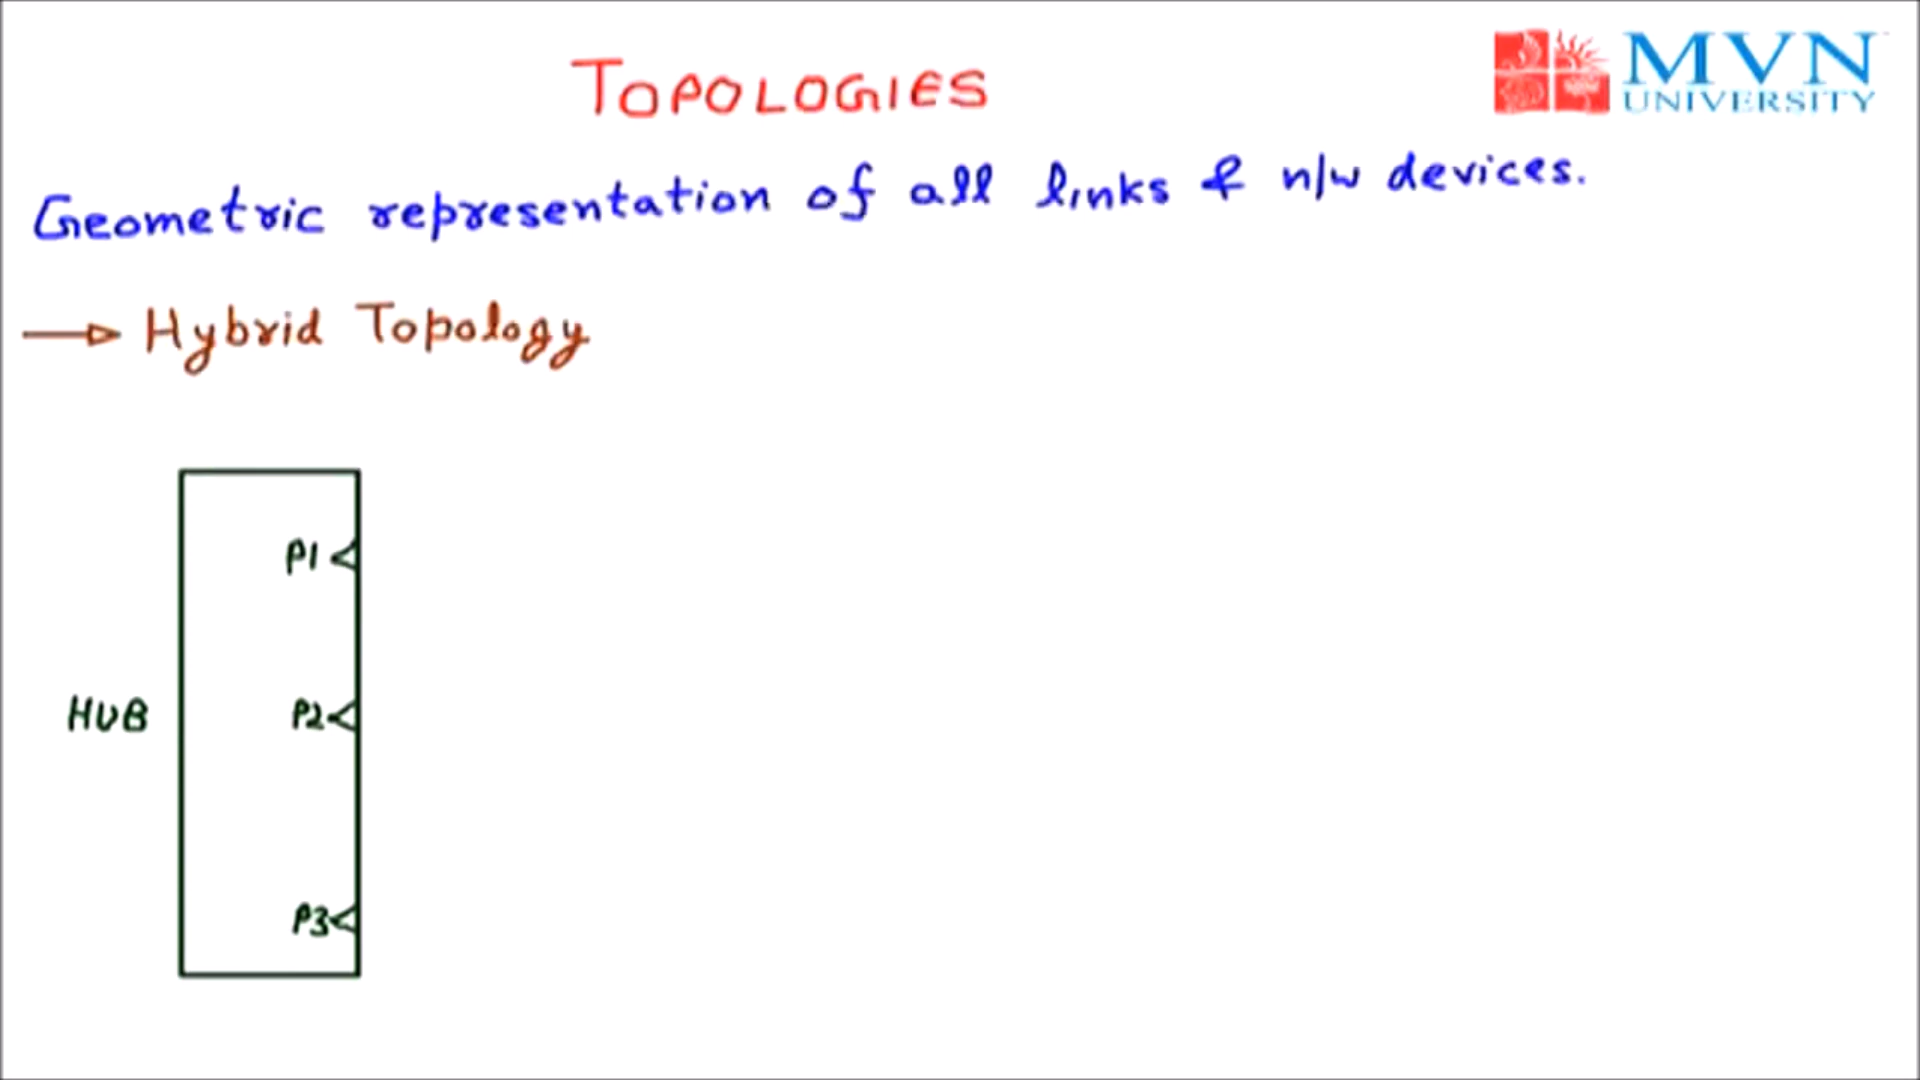 TOPOLOGIES
MVN
UNIVERSITY
Geometric representation of all links & n/w devices.
Hybrid Topology
P1
HUB
P2
P3